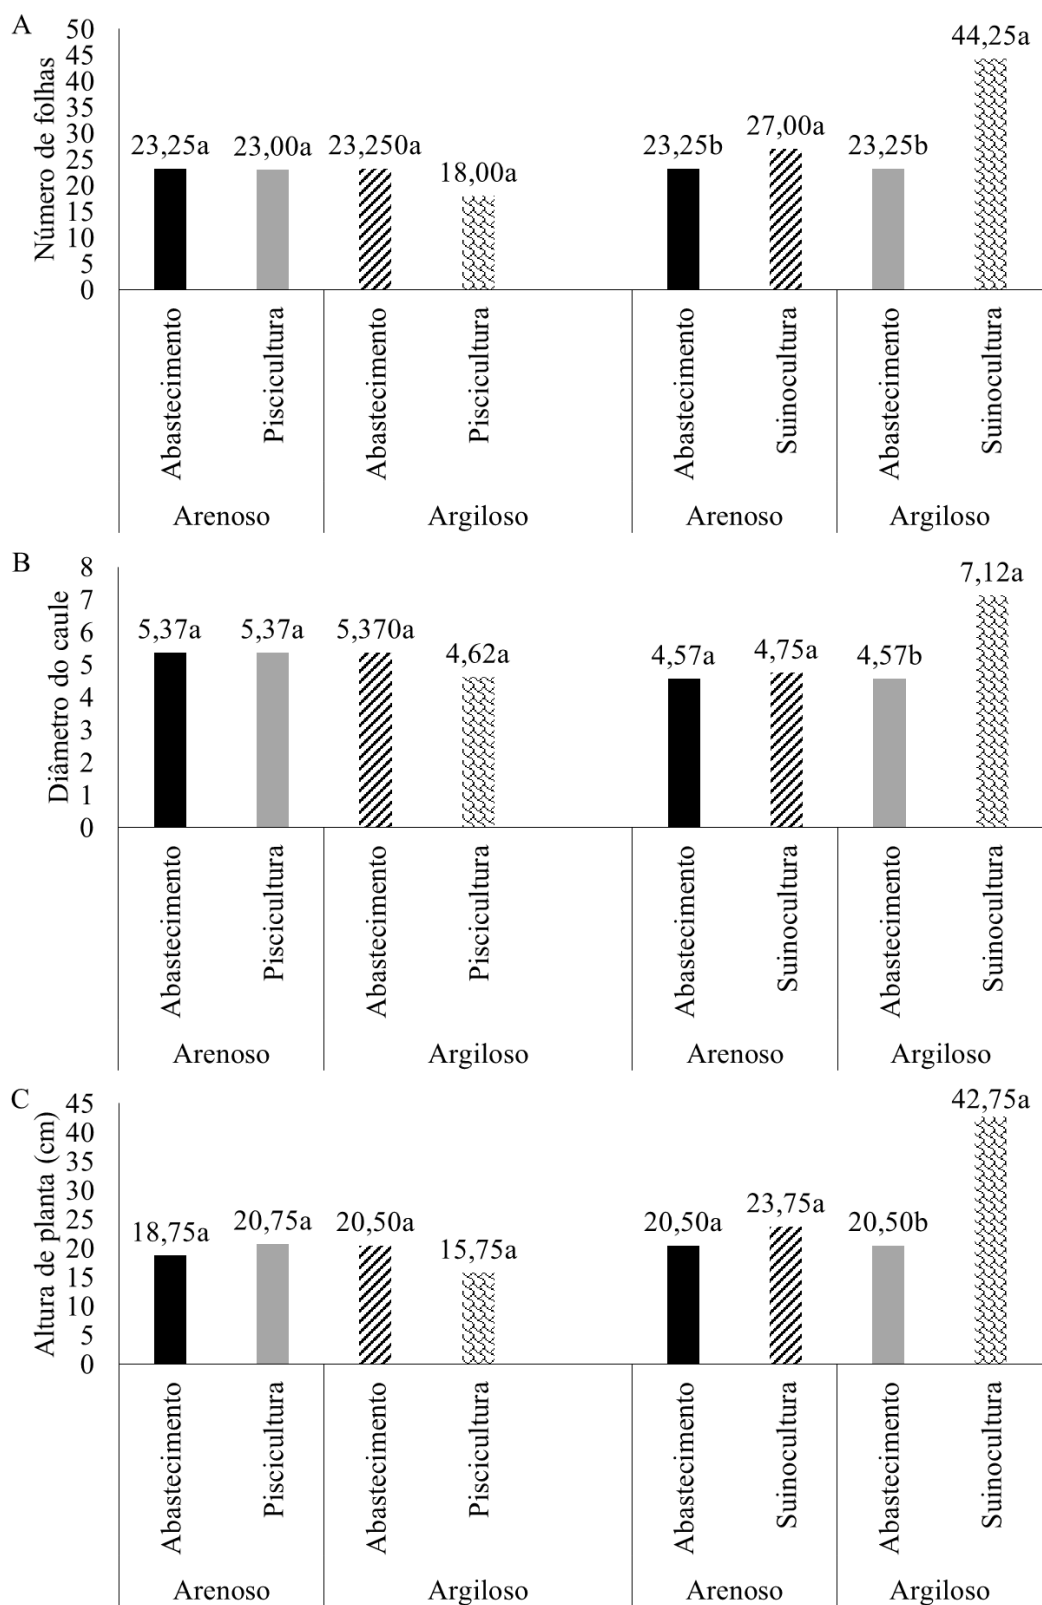 A
Número de folhas
50
45
40
35
30
25
20
15
10
5
0
23,25a
23,00a
23,250a
18,00a
23,25b
27,00a
23,25b
44,25a
Abastecimento
Piscicultura
Abastecimento
Piscicultura
Abastecimento
Suinocultura
Abastecimento
Suinocultura
Arenoso
Argiloso
Arenoso
Argiloso
B
Diâmetro do caule
8
7
6
5
4
3
2
1
0
5,37a
5,37a
5,370a
4,62a
4,57a
4,75a
4,57b
7,12a
Abastecimento
Piscicultura
Abastecimento
Piscicultura
Abastecimento
Suinocultura
Abastecimento
Suinocultura
Arenoso
Argiloso
Arenoso
Argiloso
C
Altura de planta (cm)
45
45
40
35
30
25
20
15
10
5
0
18,75a
20,75a
20,50a
15,75a
20,50a
23,75a
20,50b
42,75a
Abastecimento
Piscicultura
Abastecimento
Piscicultura
Abastecimento
Suinocultura
Abastecimento
Suinocultura
Arenoso
Argiloso
Arenoso
Argiloso